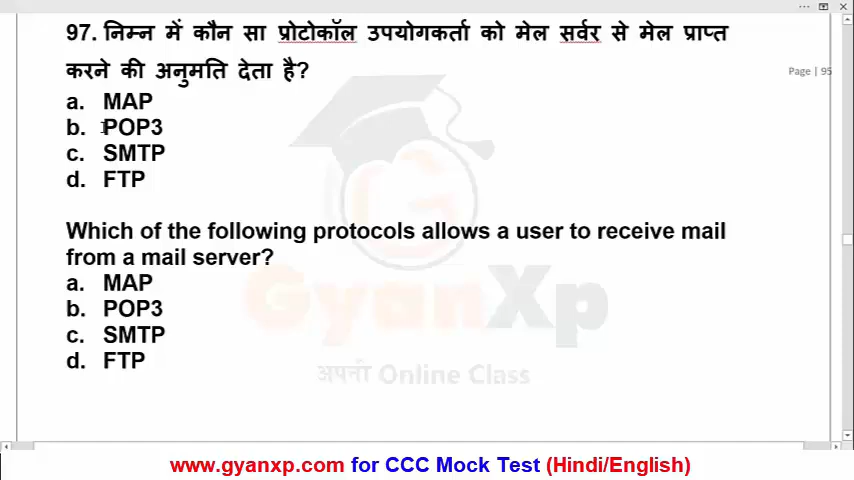 97. निम्न में कौन सा प्रोटोकॉल उपयोगकर्ता को मेल सर्वर से मेल प्राप्त
करने की अनुमति देता है?
Page | 95
a. MAP
b. POP3
c. SMTP
d. FTP
Which of the following protocols allows a user to receive mail
from a mail server?
a. MAP
b. POP3
c. SMTP
d. FTP
GyanXp
अपनी Online Class
www.gyanxp.com for CCC Mock Test (Hindi/English)